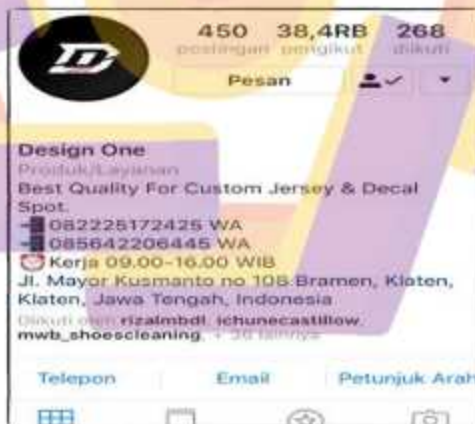 450 38,4RB 268
postingan pengikut diikuti
Pesan
Design One
Produk/Layanan
Best Quality For Custom Jersey & Decal
Spot.
082225172425 WA
085642206445 WA
Kerja 09.00-16.00 WIB
Jl. Mayor Kusmanto no 108 Bramen, Klaten,
Klaten, Jawa Tengah, Indonesia
Diikuti oleh rizalmbdl, ichunecastillow,
mwb_shoescleaning, + 36 lainnya
Telepon Email Petunjuk Arah